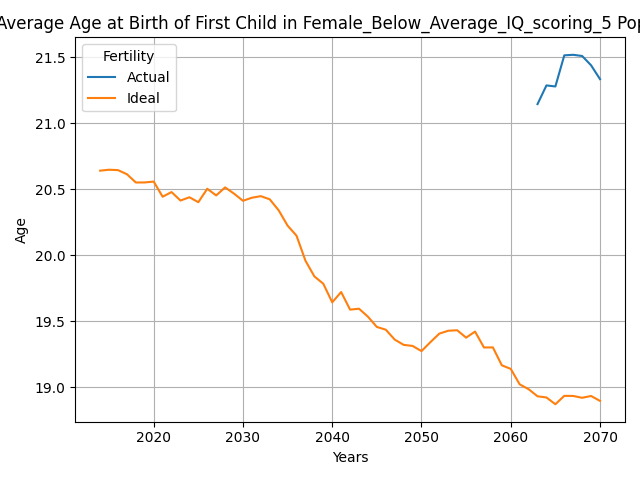 Average Age at Birth of First Child in Female_Below_Average_IQ_scoring_5 Pop
Fertility
Actual
Ideal
21.5
21.0
20.5
20.0
19.5
19.0
Age
2020 2030 2040 2050 2060 2070
Years